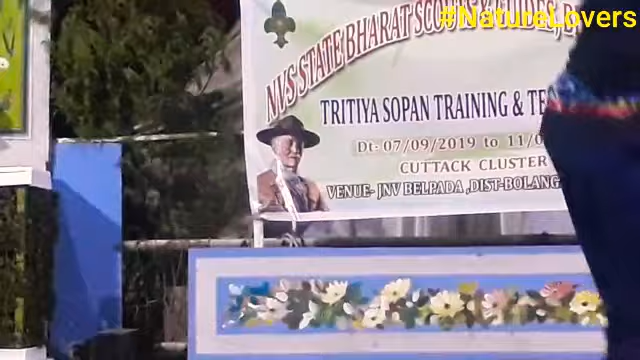 #NatureLovers
NVS STATE BHARAT SCOUTS & GUIDES,
TRITIYA SOPAN TRAINING &
Dt:- 07/09/2019 to
CUTTACK CLUSTER
VENUE- JNV BELPADA ,DIST-BOLANG